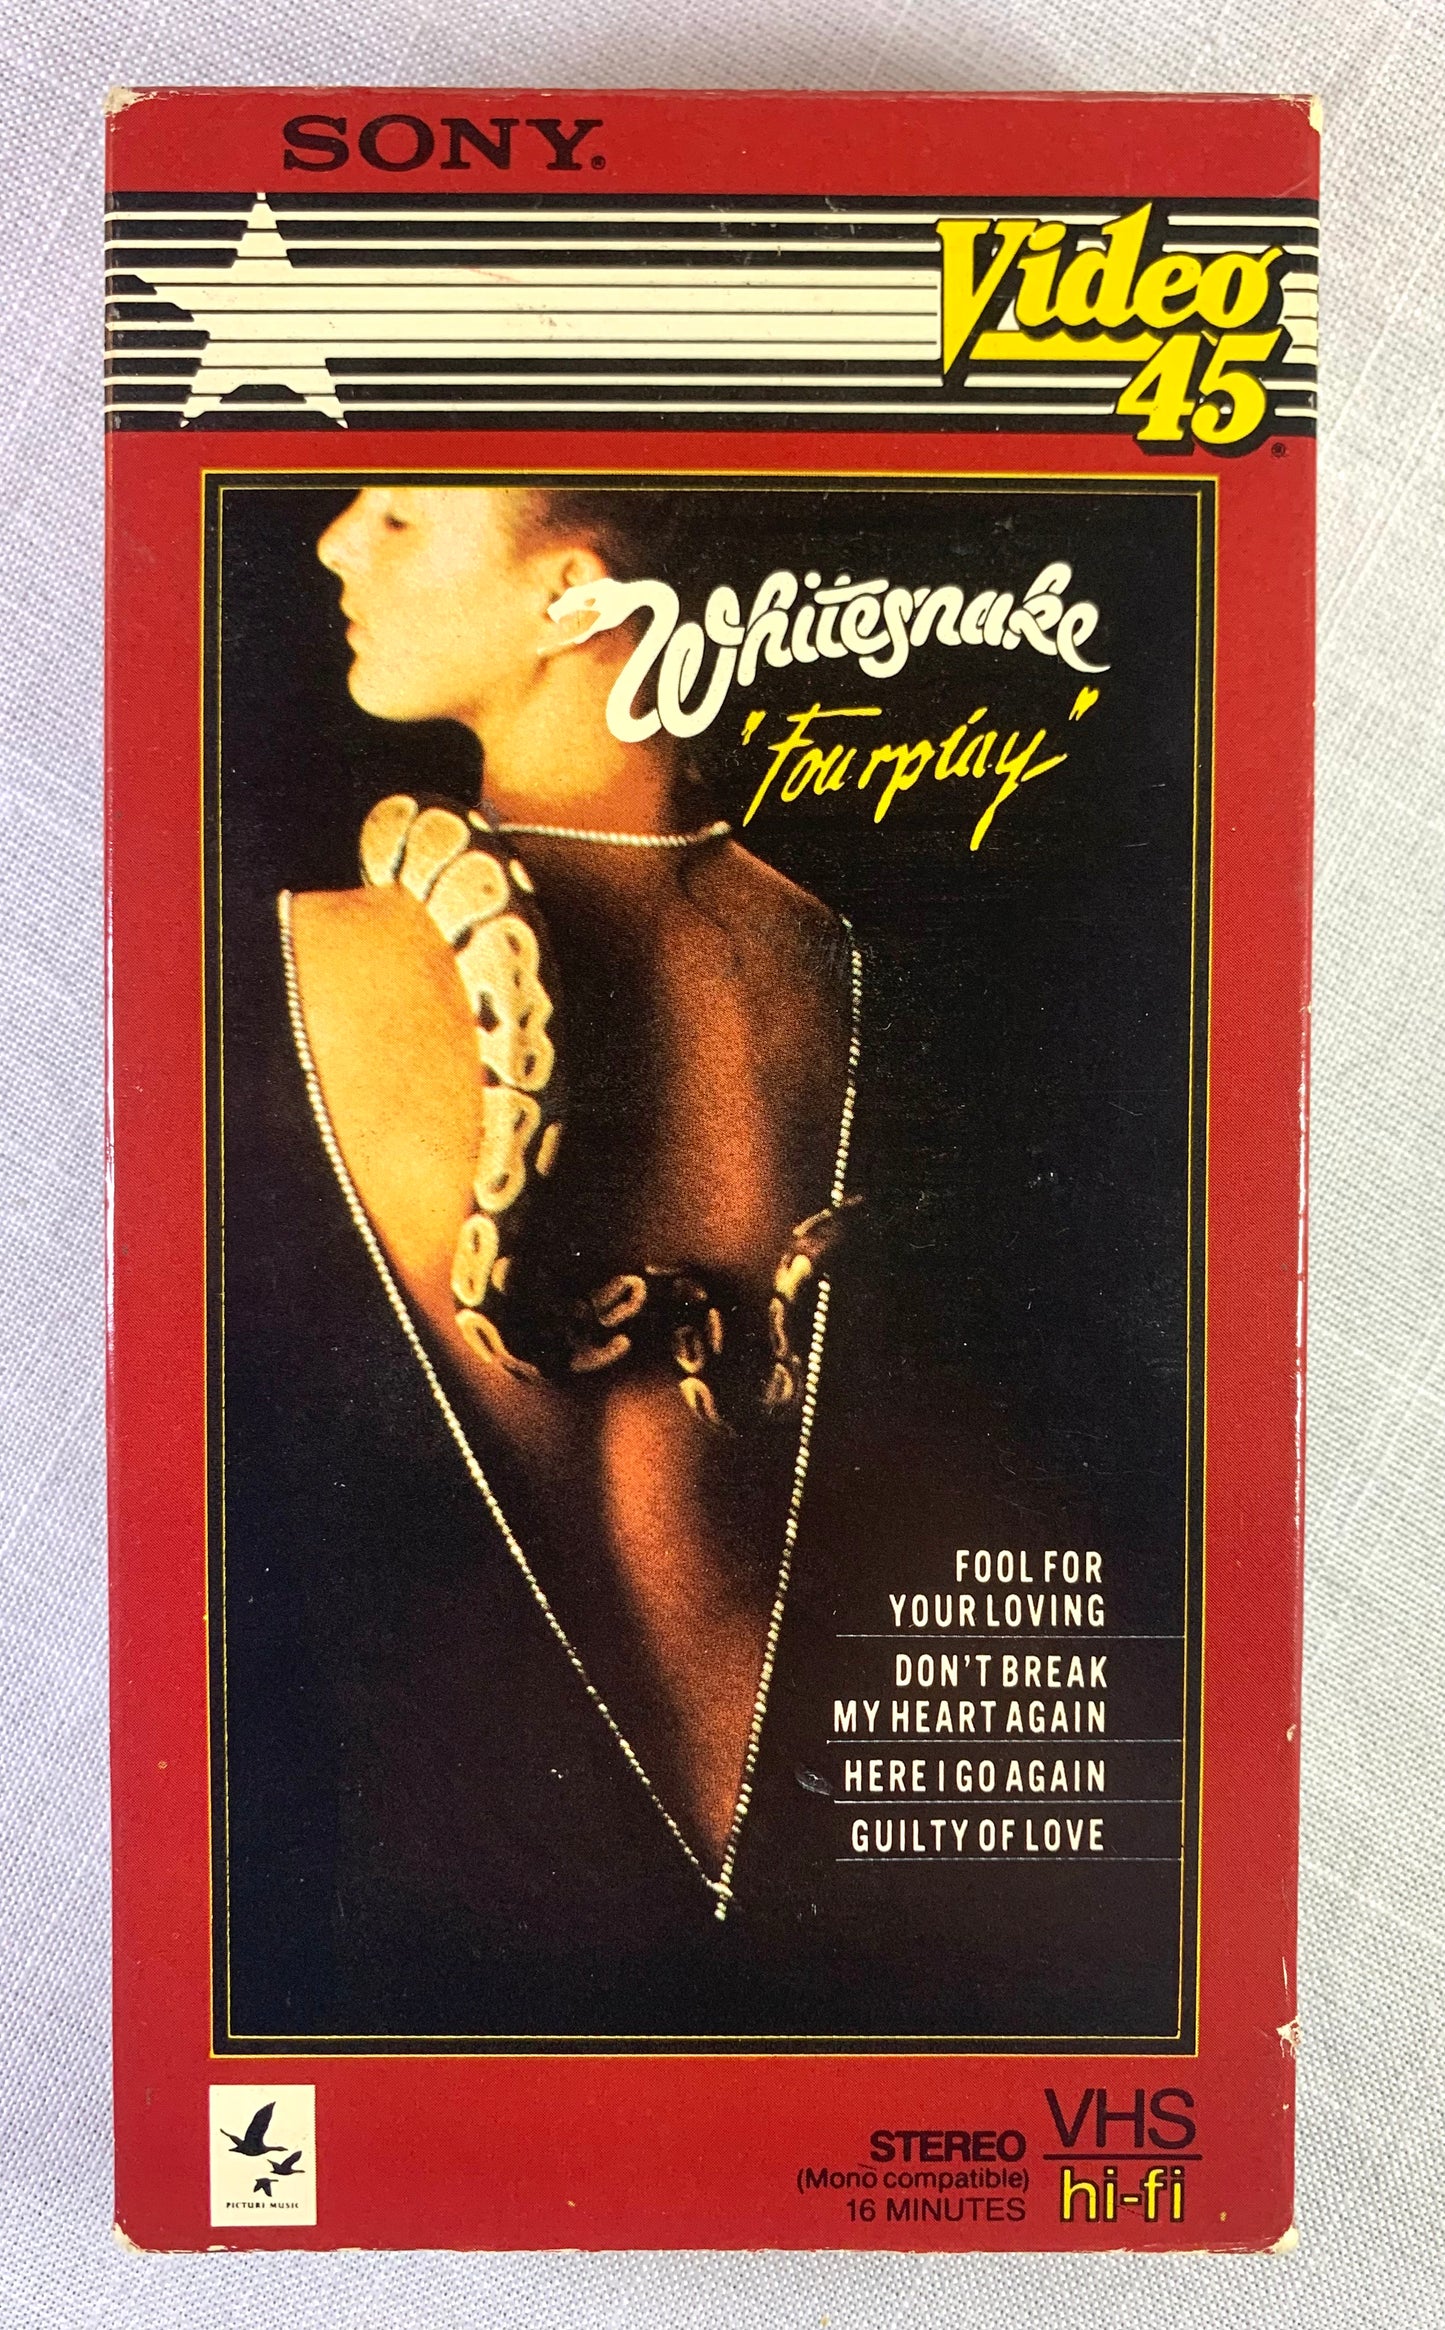 SONY®
Video
45®
Whitesnake
"Fourplay"
FOOL FOR
YOUR LOVING
DON'T BREAK
MY HEART AGAIN
HERE I GO AGAIN
GUILTY OF LOVE
PICTURE MUSIC
STEREO
(Mono compatible)
16 MINUTES
VHS
hi-fi